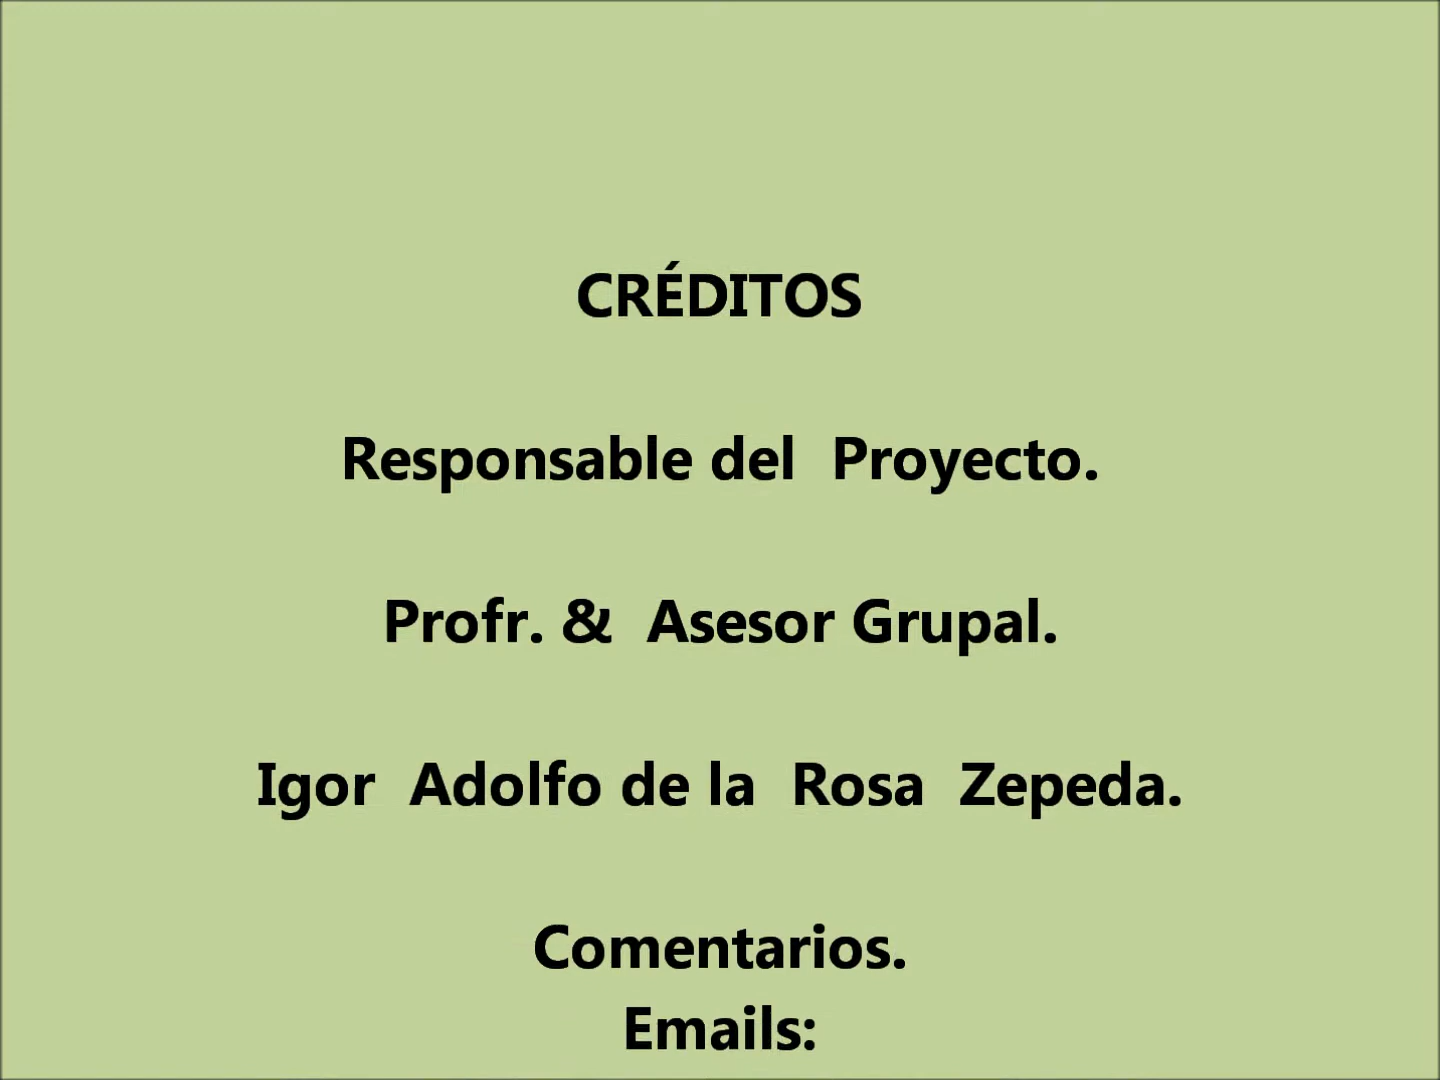 CRÉDITOS
Responsable del  Proyecto.
Profr. &  Asesor Grupal.
Igor  Adolfo de la  Rosa  Zepeda.
Comentarios.
Emails: